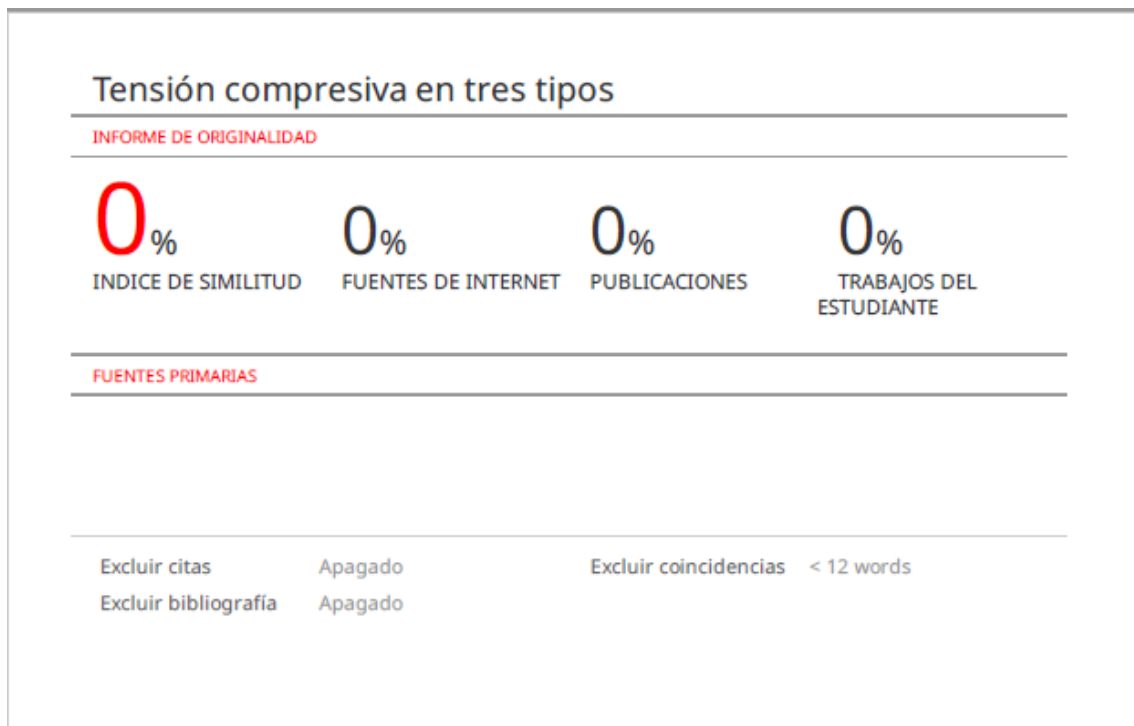 Tensión compresiva en tres tipos
INFORME DE ORIGINALIDAD
0% 0% 0% 0%
INDICE DE SIMILITUD FUENTES DE INTERNET PUBLICACIONES TRABAJOS DEL
ESTUDIANTE
FUENTES PRIMARIAS
Excluir citas Apagado Excluir coincidencias < 12 words
Excluir bibliografía Apagado